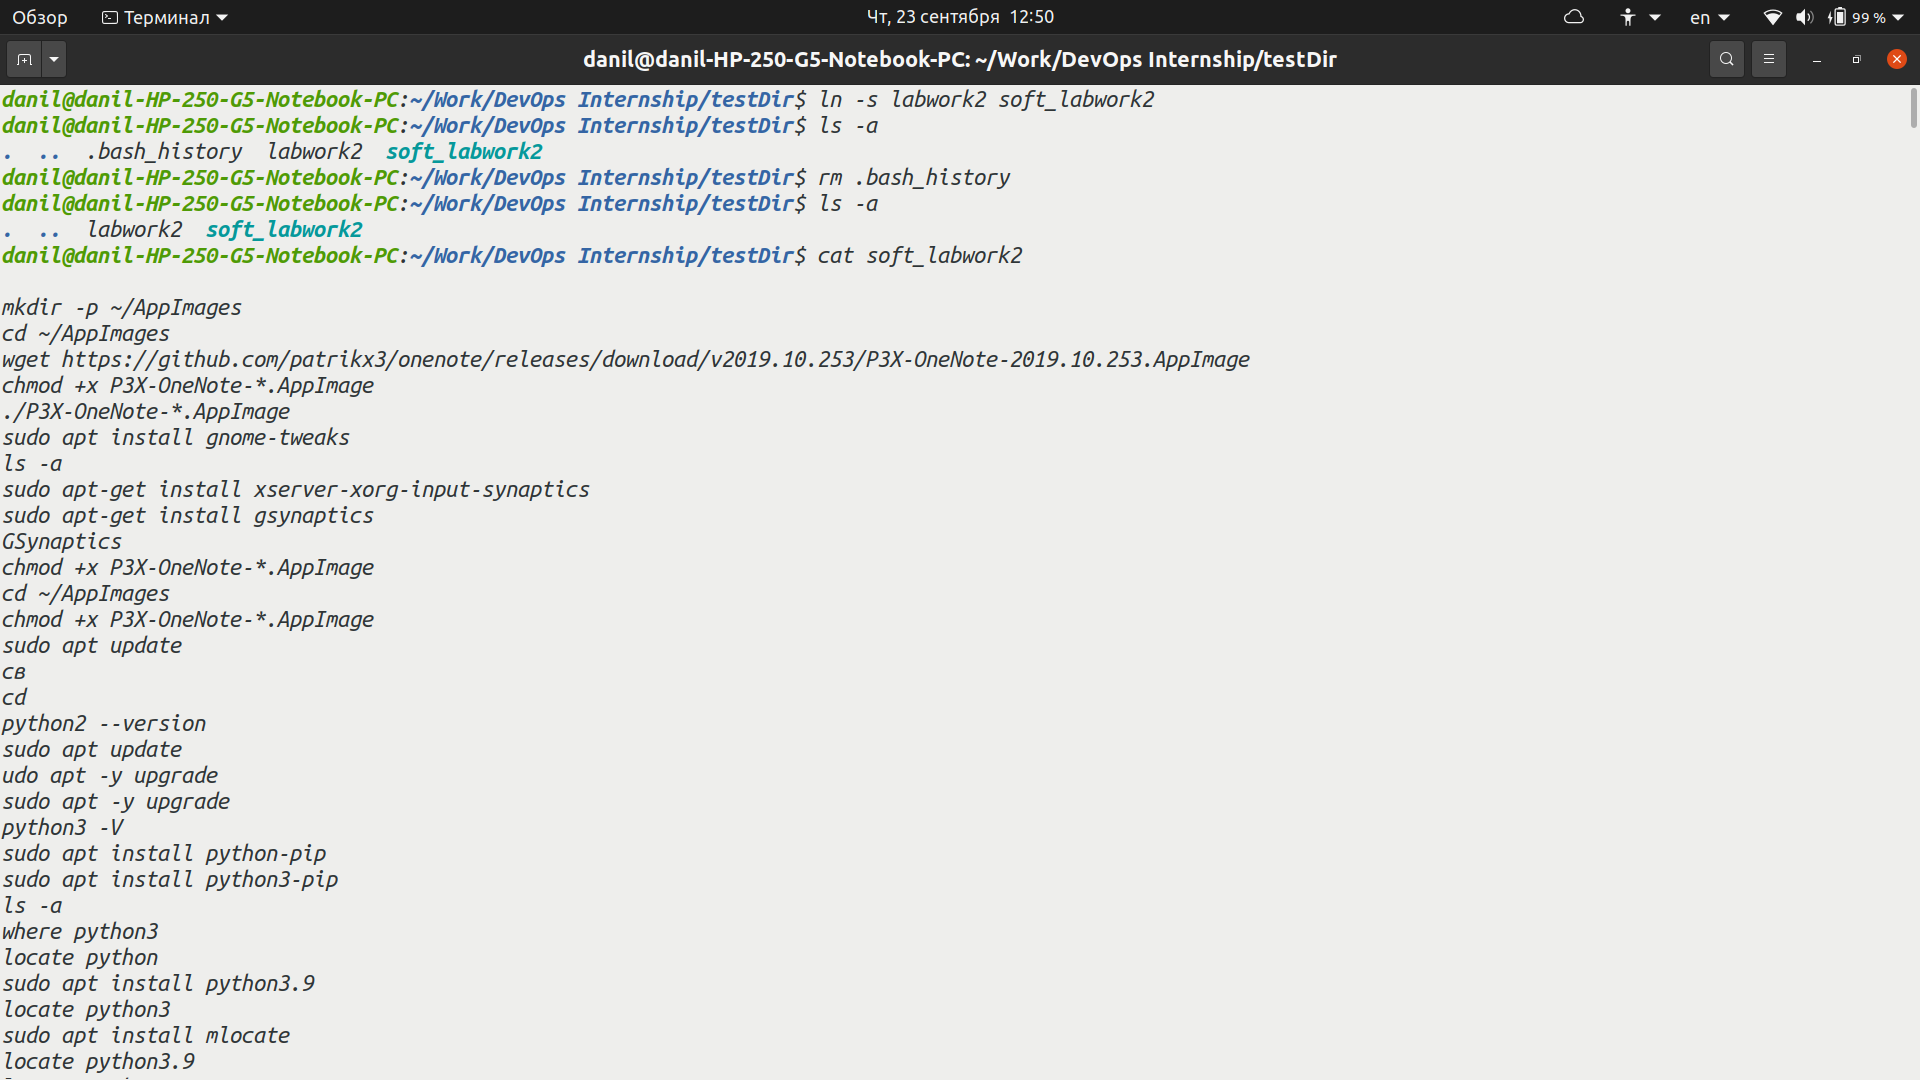 Обзор Терминал Чт, 23 сентября 12:50 en 99 %
danil@danil-HP-250-G5-Notebook-PC: ~/Work/DevOps Internship/testDir
danil@danil-HP-250-G5-Notebook-PC:~/Work/DevOps Internship/testDir$ ln -s labwork2 soft_labwork2
danil@danil-HP-250-G5-Notebook-PC:~/Work/DevOps Internship/testDir$ ls -a
. .. .bash_history labwork2 soft_labwork2
danil@danil-HP-250-G5-Notebook-PC:~/Work/DevOps Internship/testDir$ rm .bash_history
danil@danil-HP-250-G5-Notebook-PC:~/Work/DevOps Internship/testDir$ ls -a
. .. labwork2 soft_labwork2
danil@danil-HP-250-G5-Notebook-PC:~/Work/DevOps Internship/testDir$ cat soft_labwork2
mkdir -p ~/AppImages
cd ~/AppImages
wget https://github.com/patrikx3/onenote/releases/download/v2019.10.253/P3X-OneNote-2019.10.253.AppImage
chmod +x P3X-OneNote-*.AppImage
./P3X-OneNote-*.AppImage
sudo apt install gnome-tweaks
ls -a
sudo apt-get install xserver-xorg-input-synaptics
sudo apt-get install gsynaptics
GSynaptics
chmod +x P3X-OneNote-*.AppImage
cd ~/AppImages
chmod +x P3X-OneNote-*.AppImage
sudo apt update
св
cd
python2 --version
sudo apt update
udo apt -y upgrade
sudo apt -y upgrade
python3 -V
sudo apt install python-pip
sudo apt install python3-pip
ls -a
where python3
locate python
sudo apt install python3.9
locate python3
sudo apt install mlocate
locate python3.9